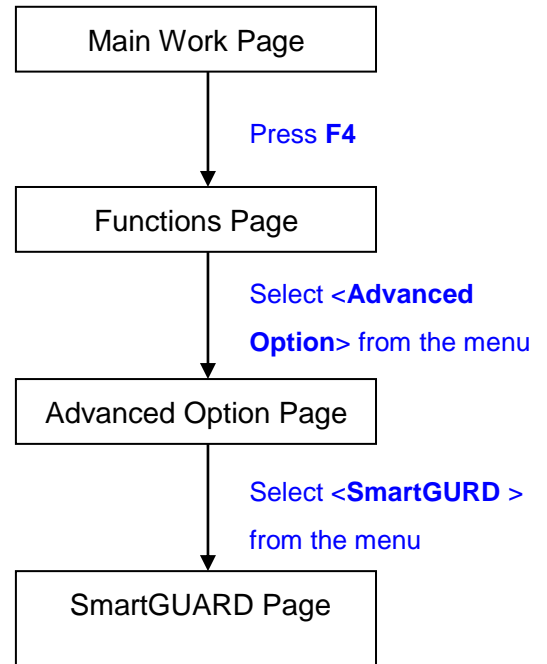 Main Work Page
Press F4
Functions Page
Select <Advanced
Option> from the menu
Advanced Option Page
Select <SmartGURD >
from the menu
SmartGUARD Page